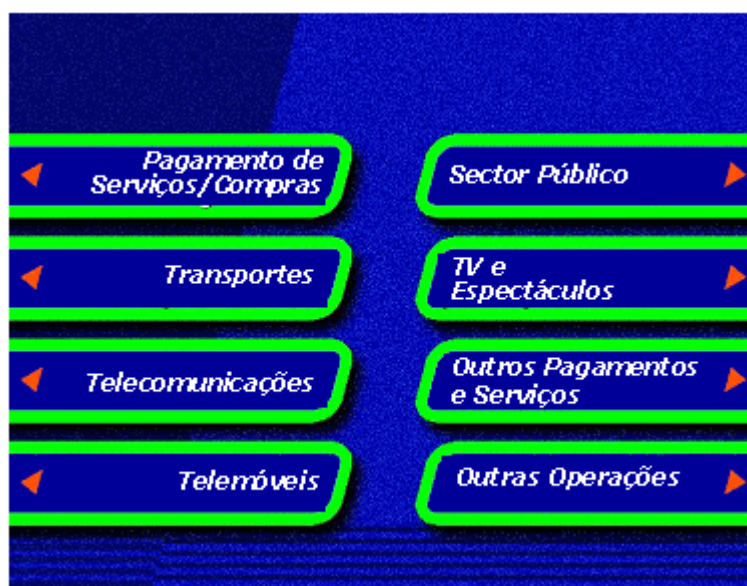 Pagamento de
Serviços/Compras
Sector Público
Transportes
TV e
Espectáculos
Telecomunicações
Outros Pagamentos
e Serviços
Telemóveis
Outras Operações